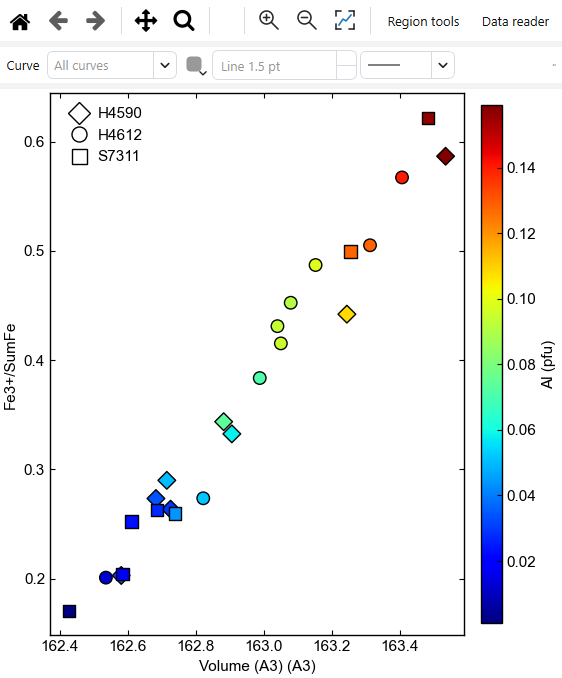 Region tools Data reader
Curve All curves Line 1.5 pt
H4590
H4612
S7311
0.6
0.5
0.4
0.3
0.2
Fe3+/SumFe
162.4 162.6 162.8 163.0 163.2 163.4
Volume (A3) (A3)
0.14
0.12
0.10
0.08
0.06
0.04
0.02
Al (pfu)